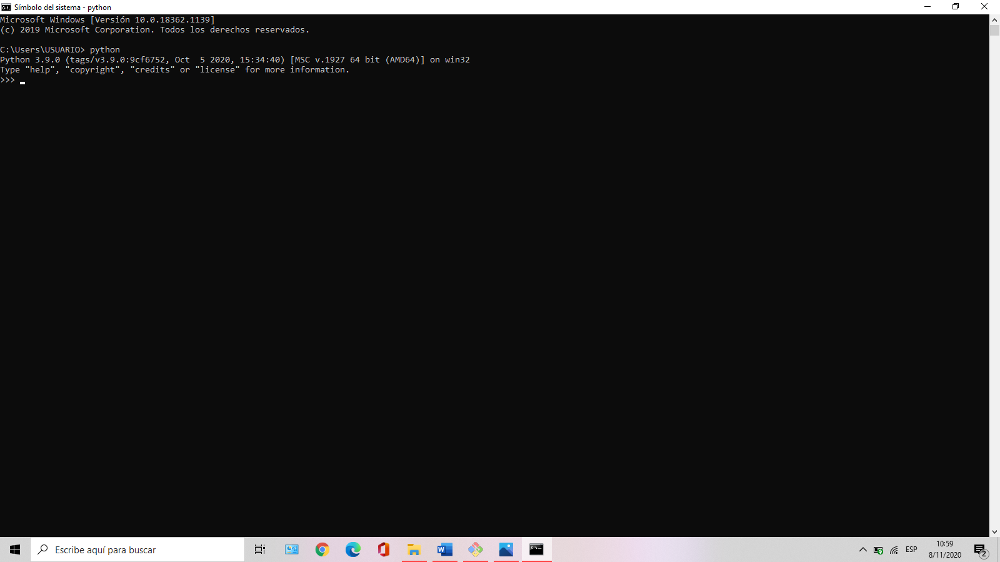 Símbolo del sistema - python
Microsoft Windows [Versión 10.0.18362.1139]
(c) 2019 Microsoft Corporation. Todos los derechos reservados.
C:\Users\USUARIO> python
Python 3.9.0 (tags/v3.9.0:9cf6752, Oct  5 2020, 15:34:40) [MSC v.1927 64 bit (AMD64)] on win32
Type "help", "copyright", "credits" or "license" for more information.
>>>
Escribe aquí para buscar
ESP
10:59
8/11/2020
2